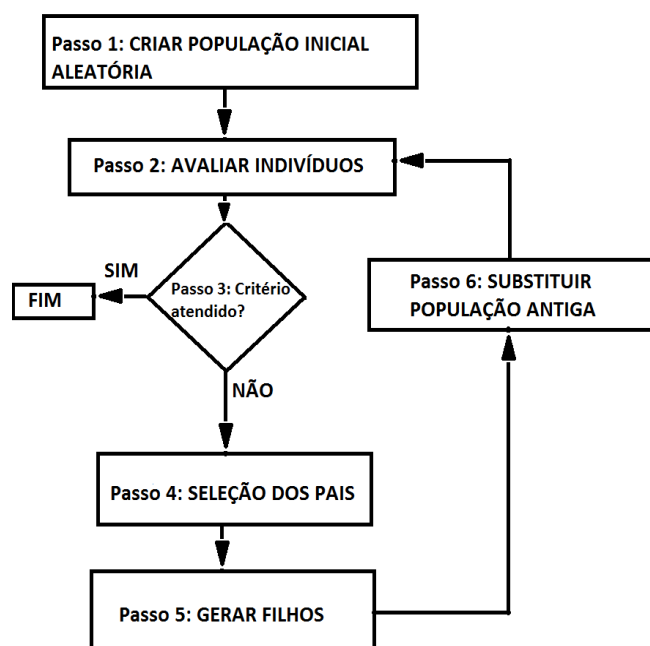 Passo 1: CRIAR POPULAÇÃO INICIAL
ALEATÓRIA
Passo 2: AVALIAR INDIVÍDUOS
SIM
FIM
Passo 3: Critério
atendido?
NÃO
Passo 4: SELEÇÃO DOS PAIS
Passo 5: GERAR FILHOS
Passo 6: SUBSTITUIR
POPULAÇÃO ANTIGA